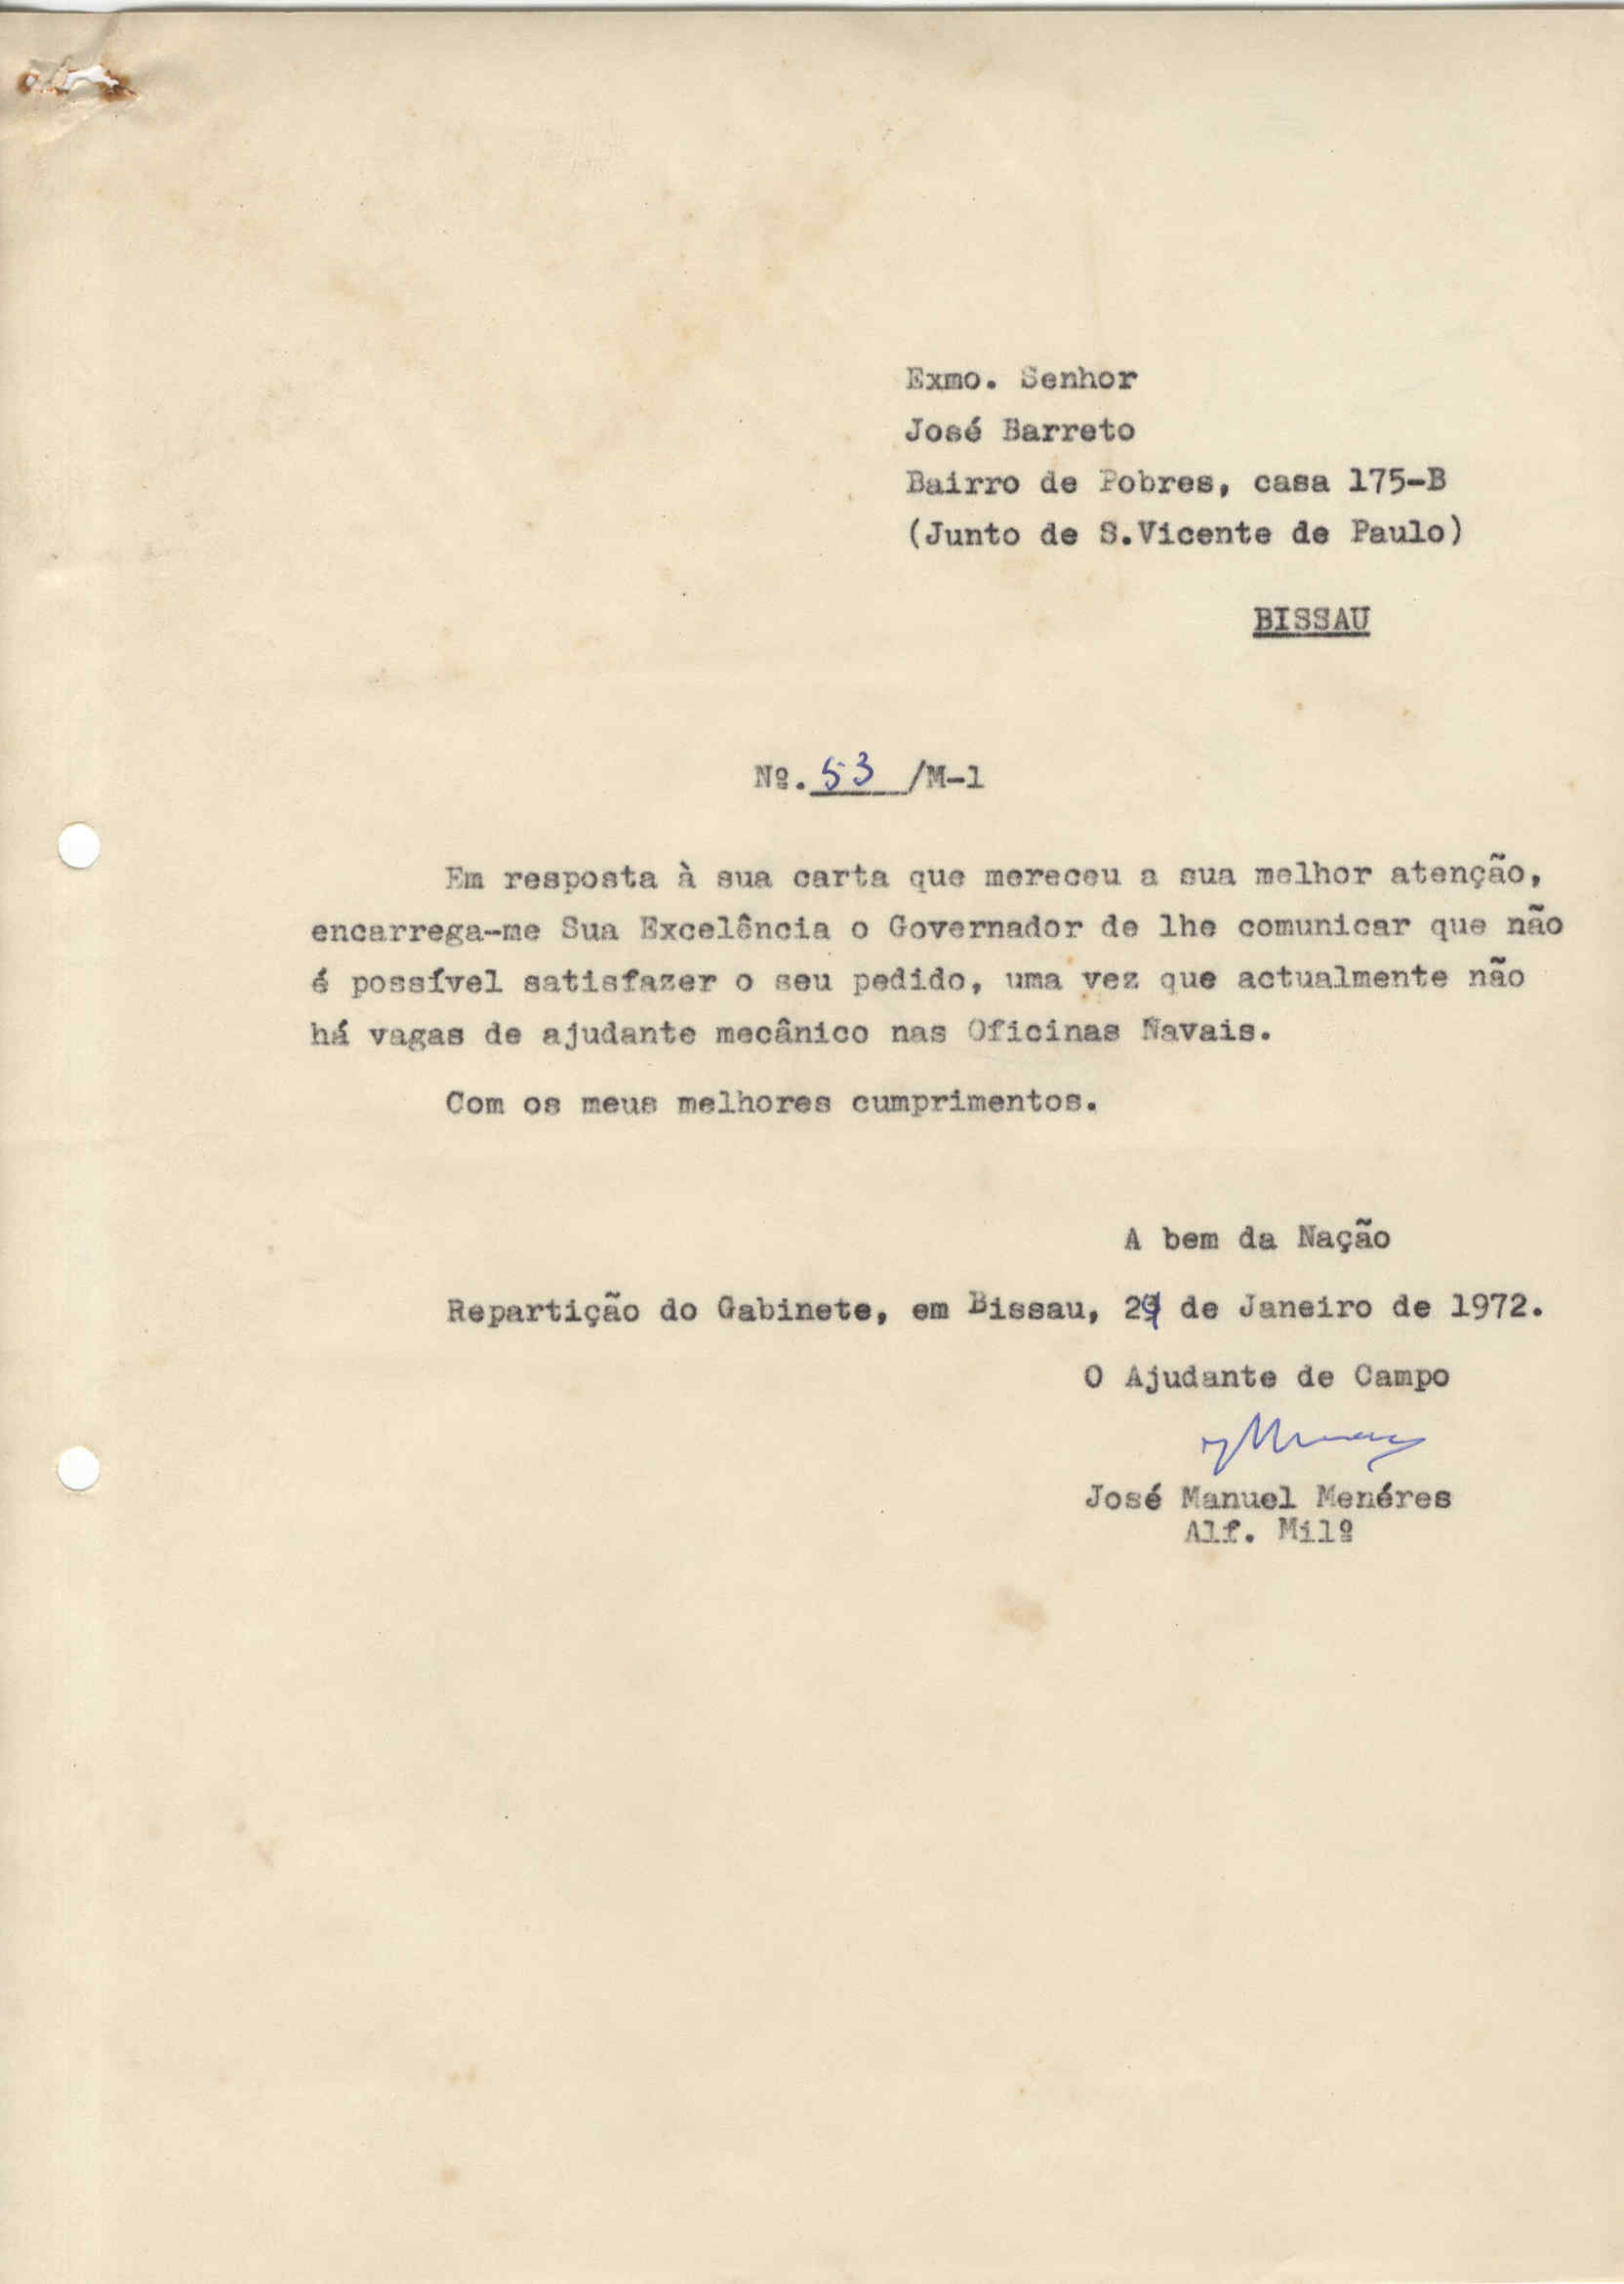 Exmo. Senhor
José Barreto
Bairro de Pobres, casa 175-B
(Junto de S.Vicente de Paulo)
BISSAU
Nº. 53 /M-1
Em resposta à sua carta que mereceu a sua melhor atenção,
encarrega-me Sua Excelência o Governador de lhe comunicar que não
é possível satisfazer o seu pedido, uma vez que actualmente não
há vagas de ajudante mecânico nas Oficinas Navais.
Com os meus melhores cumprimentos.
A bem da Nação
Repartição do Gabinete, em Bissau, de Janeiro de 1972.
O Ajudante de Campo
José Manuel Menéres
Alf. Milº